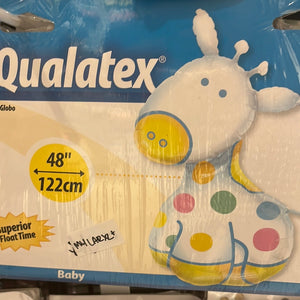 Qualatex®
Globo
48"
122cm
Superior
Float Time
Baby